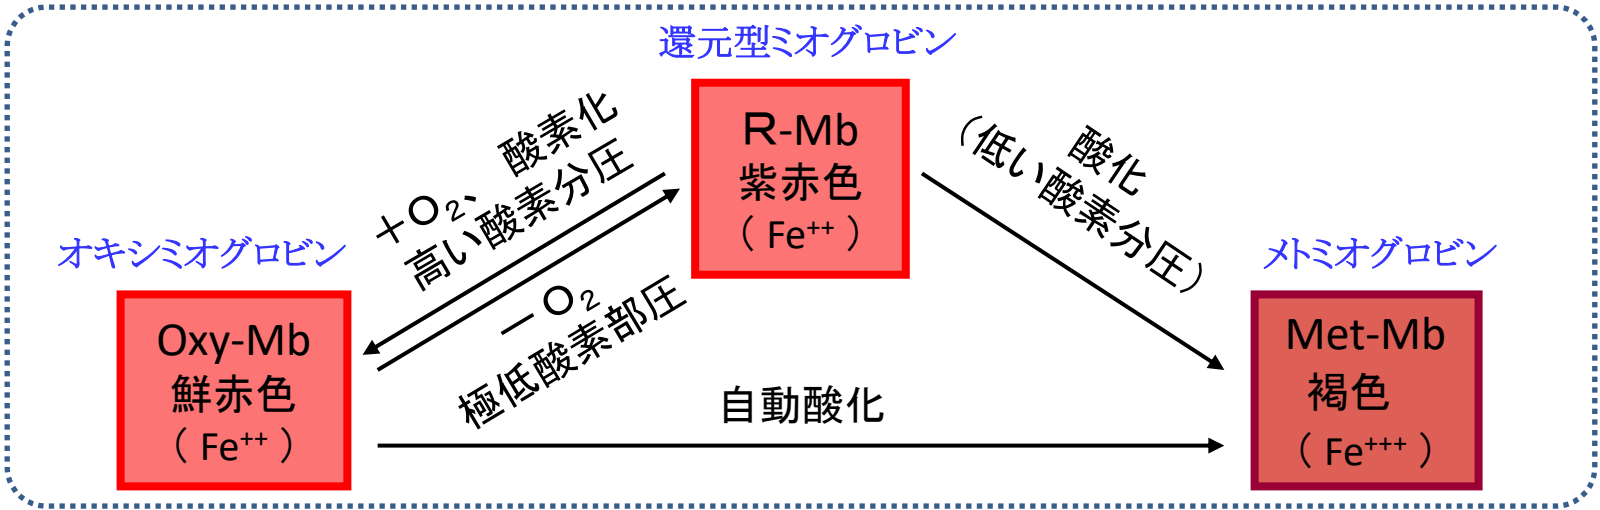 還元型ミオグロビン
R-Mb
紫赤色
（ Fe⁺⁺ ）
＋O₂、酸素化
高い酸素分圧
－O₂
極低酸素部圧
酸化
（低い酸素分圧）
オキシミオグロビン
Oxy-Mb
鮮赤色
（ Fe⁺⁺ ）
自動酸化
メトミオグロビン
Met-Mb
褐色
（ Fe⁺⁺⁺ ）